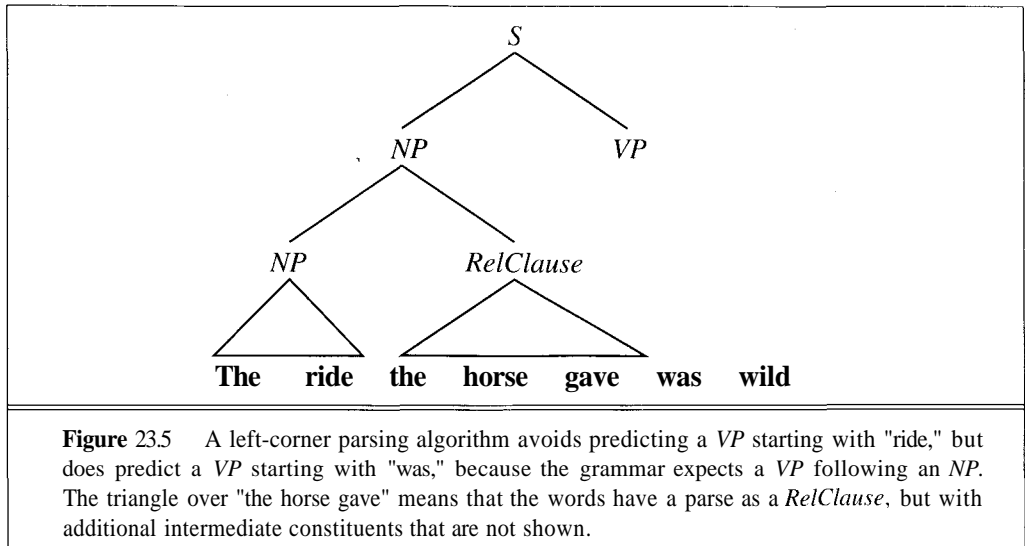 S
NP VP
NP RelClause
The ride the horse gave was wild
Figure 23.5 A left-corner parsing algorithm avoids predicting a VP starting with "ride," but
does predict a VP starting with "was," because the grammar expects a VP following an NP.
The triangle over "the horse gave" means that the words have a parse as a RelClause, but with
additional intermediate constituents that are not shown.